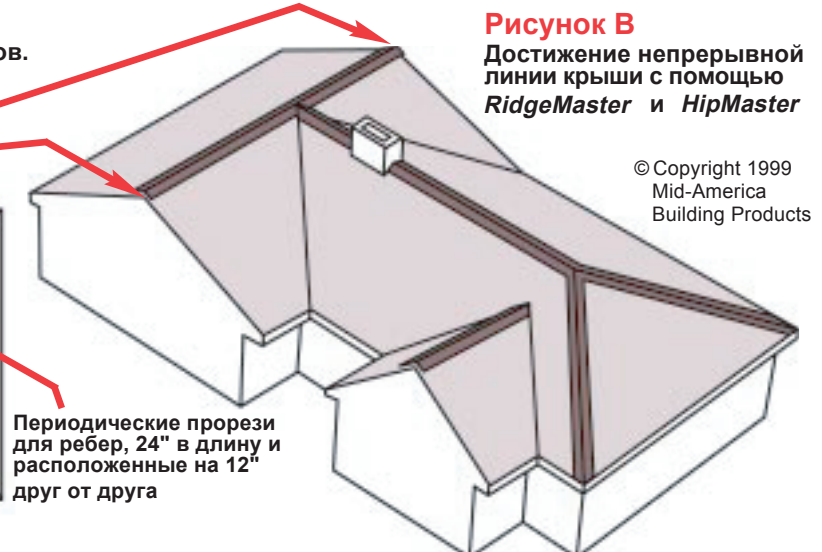 ов.
Рисунок В
Достижение непрерывной
линии крыши с помощью
RidgeMaster и HipMaster
© Copyright 1999
Mid-America
Building Products
Периодические прорези
для ребер, 24" в длину и
расположенные на 12"
друг от друга